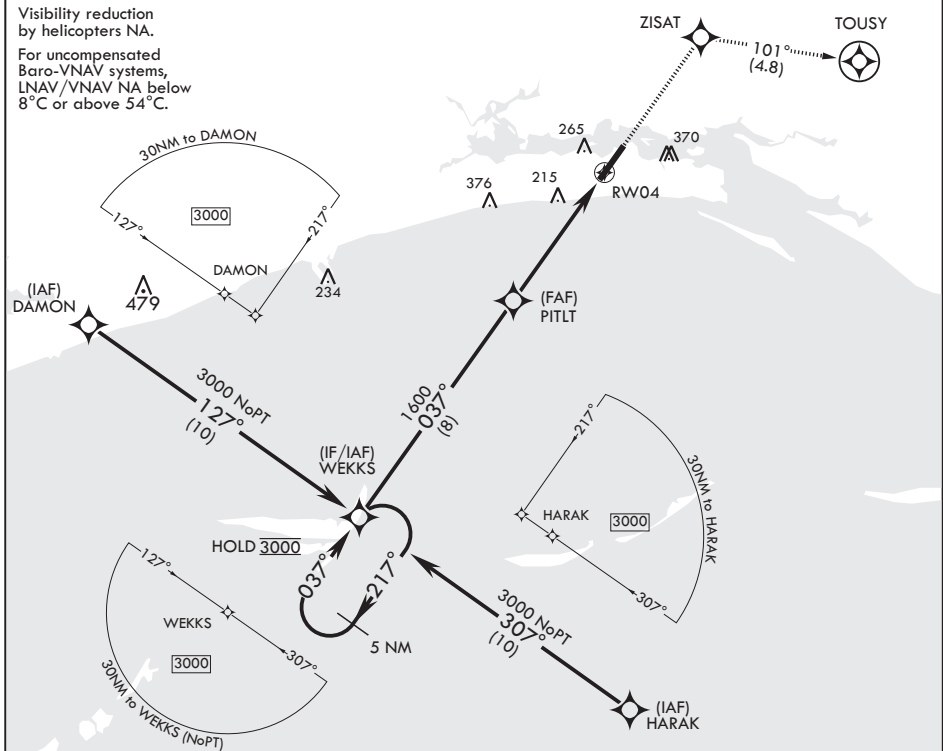 Visibility reduction
by helicopters NA.
For uncompensated
Baro-VNAV systems,
LNAV/VNAV NA below
8°C or above 54°C.
ZISAT
TOUSY
101°
(4.8)
30NM to DAMON
3000
127°
217°
DAMON
265
370
376
215
RW04
(IAF)
DAMON
479
234
(FAF)
PITLT
3000 NoPT
127°
(10)
1600
037°
(8)
(IF/IAF)
WEKKS
HOLD 3000
037°
217°
5 NM
217°
HARAK
3000
307°
30NM to HARAK
127°
WEKKS
3000
307°
30NM to WEKKS (NoPT)
3000 NoPT
307°
(10)
(IAF)
HARAK